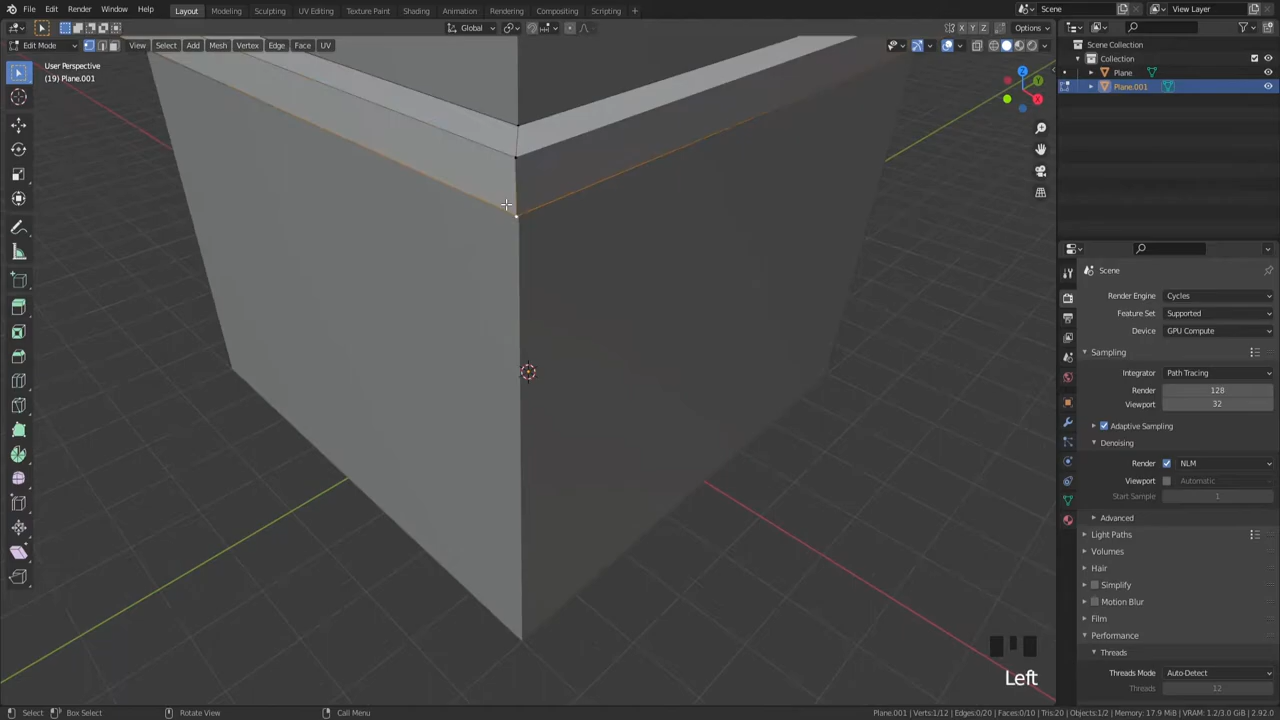 File Edit Render Window Help Layout Modeling Sculpting UV Editing Texture Paint Shading Animation Rendering Compositing Scripting + Scene View Layer
Global Options
Edit Mode View Select Add Mesh Vertex Edge Face UV
X Y Z
User Perspective
(19) Plane.001
Z
Y
X
Scene Collection
Collection
Plane
Plane.001
Scene
Render Engine Cycles
Feature Set Supported
Device GPU Compute
Sampling
Integrator Path Tracing
Render 128
Viewport 32
Adaptive Sampling
Denoising
Render NLM
Viewport Automatic
Start Sample 1
Advanced
Light Paths
Volumes
Hair
Simplify
Motion Blur
Film
Performance
Threads
Threads Mode Auto-Detect
Threads 12
Left
Select Box Select Rotate View Call Menu Plane.001 | Verts:1/12 | Edges:0/20 | Faces:0/10 | Tris:20 | Objects:1/2 | Memory: 17.9 MiB | VRAM: 1.2/3.0 GiB | 2.92.0